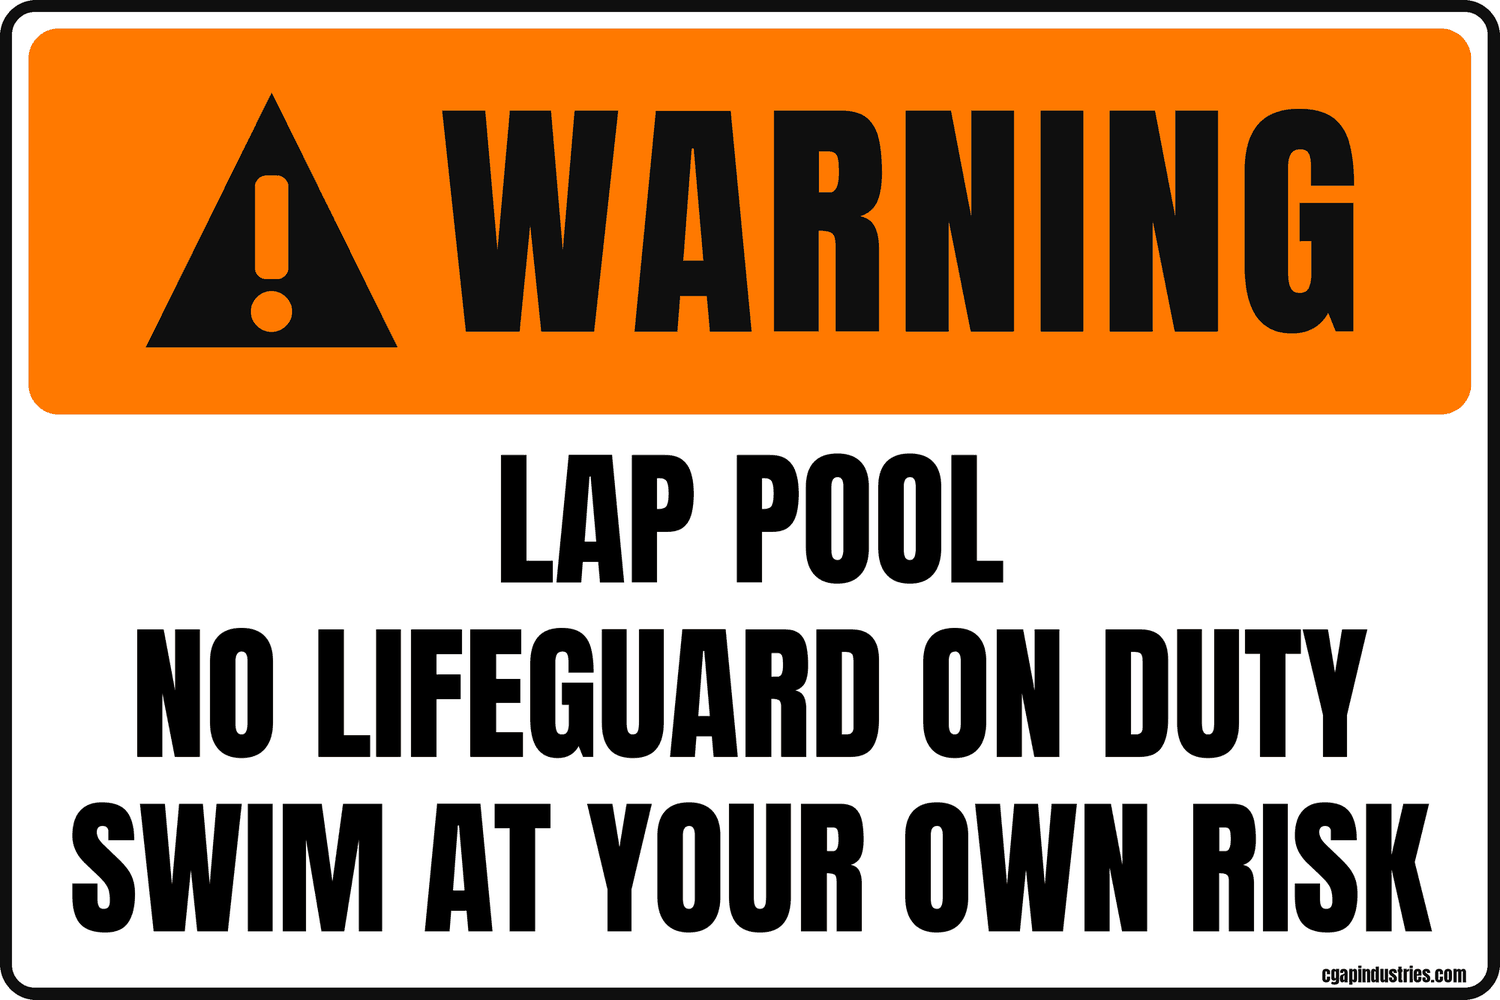 WARNING
LAP POOL
NO LIFEGUARD ON DUTY
SWIM AT YOUR OWN RISK
cgapindustries.com